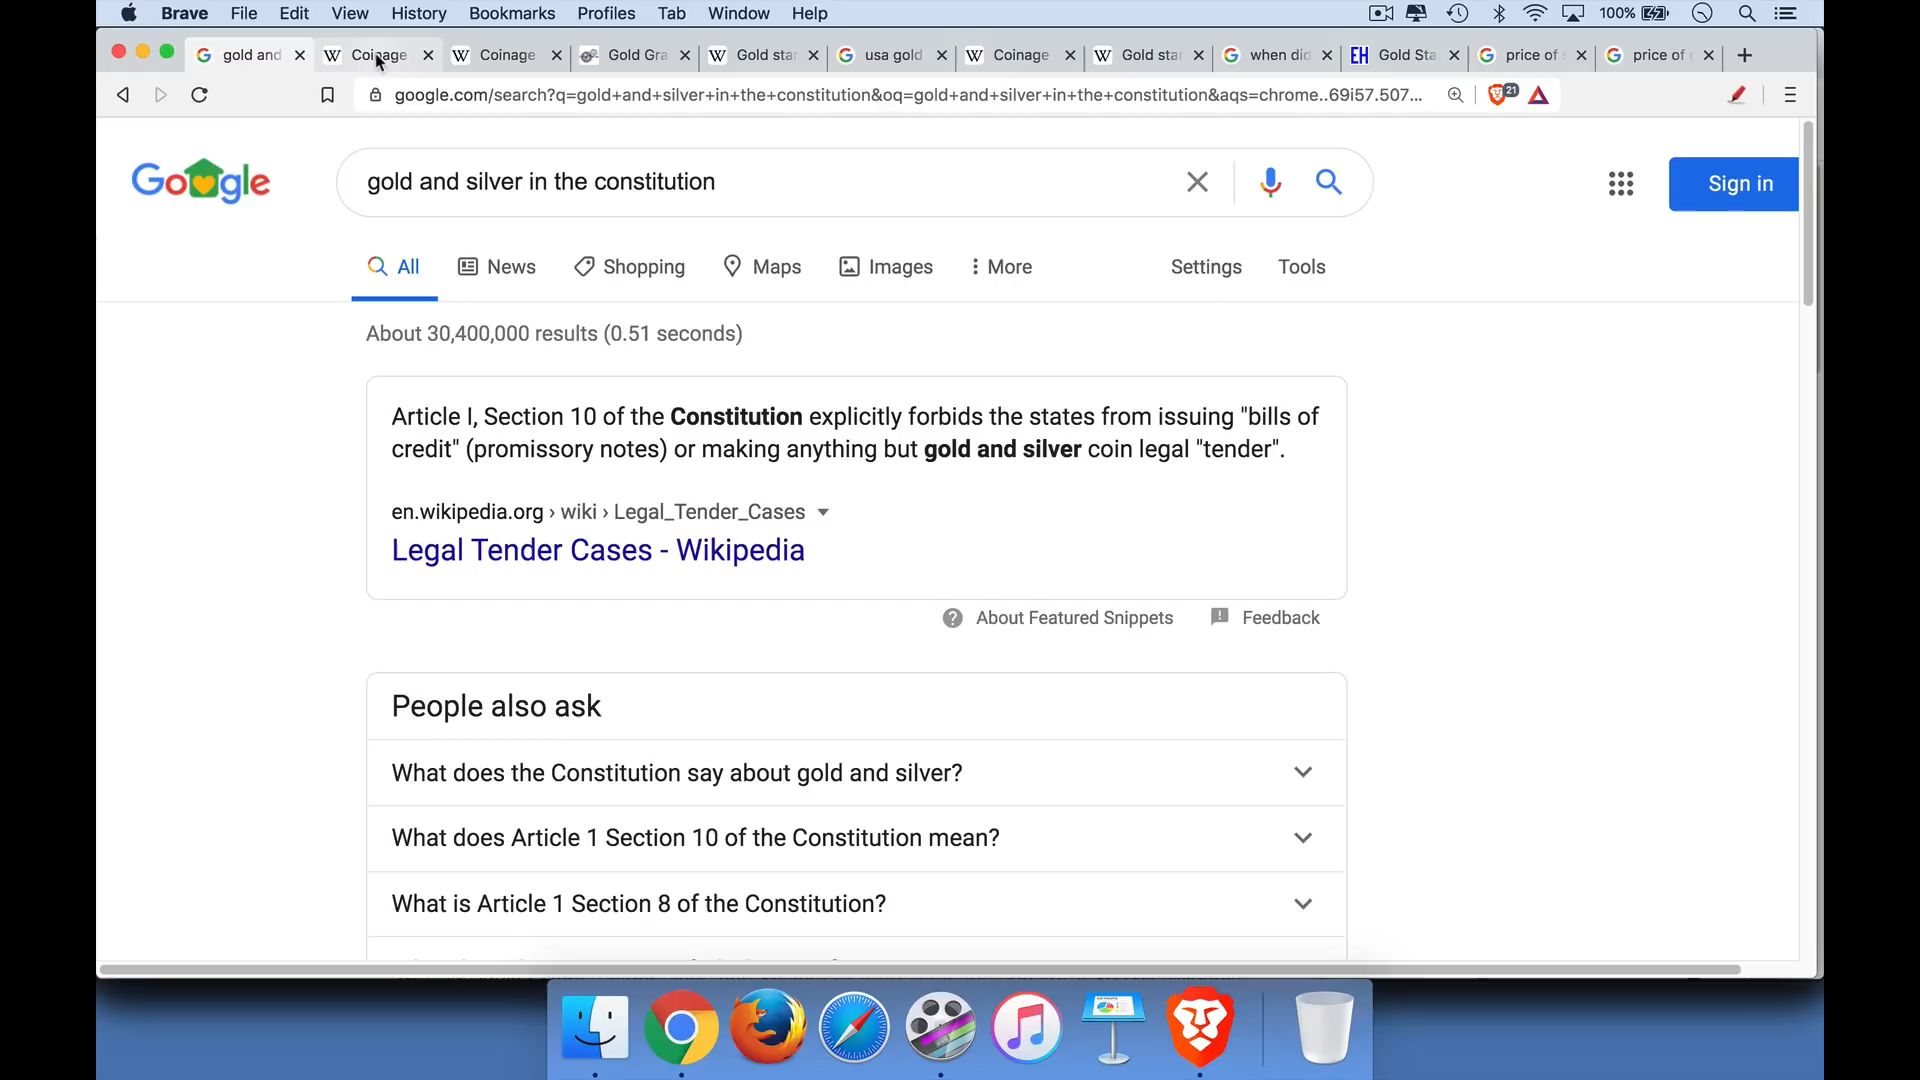 Brave File Edit View History Bookmarks Profiles Tab Window Help 100%
gold and Coinage Coinage Gold Gra Gold star usa gold Coinage Gold star when did EH Gold Sta price of price of
google.com/search?q=gold+and+silver+in+the+constitution&oq=gold+and+silver+in+the+constitution&aqs=chrome..69i57.507... 21
Google gold and silver in the constitution Sign in
All News Shopping Maps Images More Settings Tools
About 30,400,000 results (0.51 seconds)
Article I, Section 10 of the Constitution explicitly forbids the states from issuing "bills of
credit" (promissory notes) or making anything but gold and silver coin legal "tender".
en.wikipedia.org › wiki › Legal_Tender_Cases
Legal Tender Cases - Wikipedia
About Featured Snippets Feedback
People also ask
What does the Constitution say about gold and silver?
What does Article 1 Section 10 of the Constitution mean?
What is Article 1 Section 8 of the Constitution?